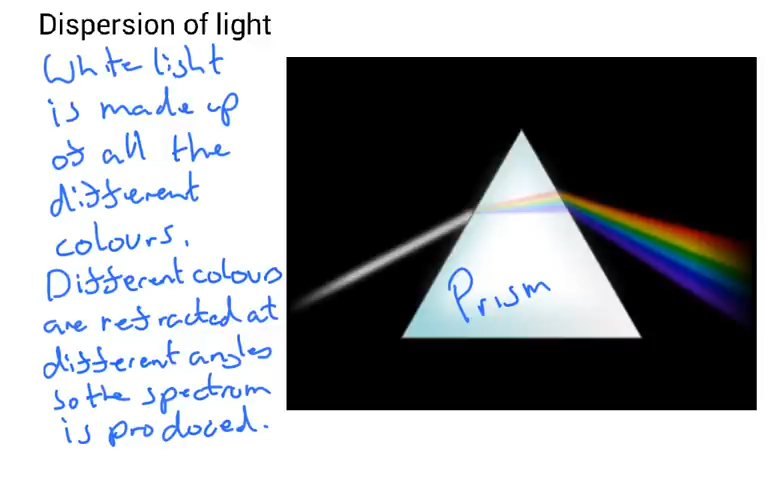 Dispersion of light
White light
is made up
of all the
different
colours.
Different colours
are refracted at
different angles
so the spectrum
is produced.
Prism